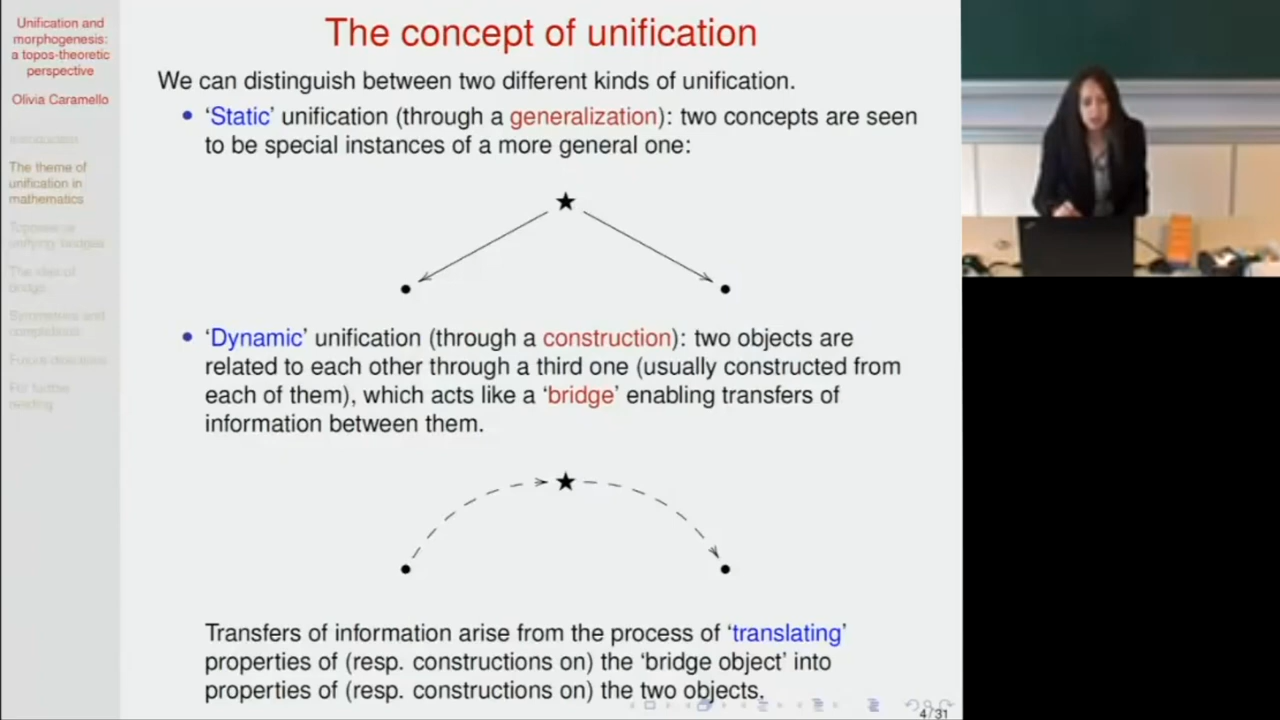 Unification and
morphogenesis:
a topos-theoretic
perspective
Olivia Caramello
Introduction
The theme of
unification in
mathematics
Toposes as
unifying 'bridges'
The idea of
bridge
Symmetries and
completions
Future directions
For further
reading
The concept of unification
We can distinguish between two different kinds of unification.
• 'Static' unification (through a generalization): two concepts are seen
to be special instances of a more general one:
• 'Dynamic' unification (through a construction): two objects are
related to each other through a third one (usually constructed from
each of them), which acts like a 'bridge' enabling transfers of
information between them.
Transfers of information arise from the process of 'translating'
properties of (resp. constructions on) the 'bridge object' into
properties of (resp. constructions on) the two objects.
4/31